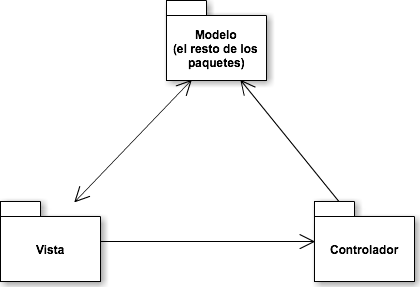 Modelo
(el resto de los
paquetes)
Vista
Controlador